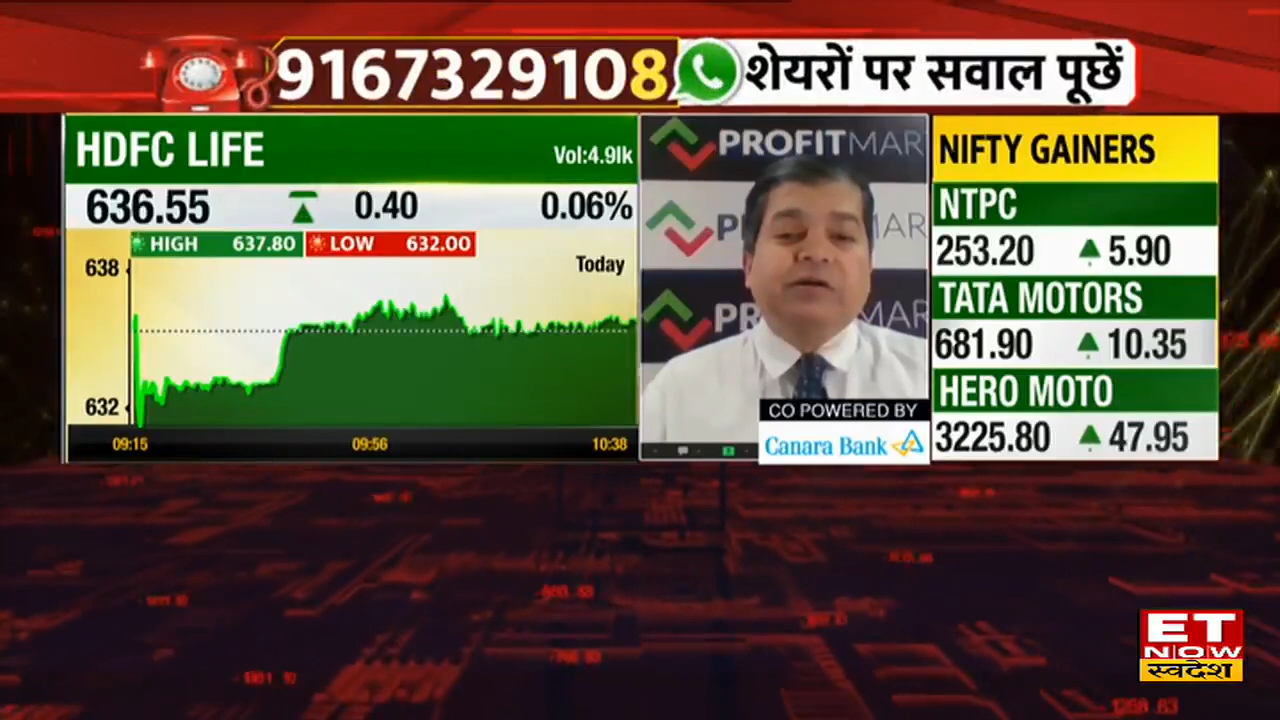 9167329108 शेयरों पर सवाल पूछें
HDFC LIFE Vol:4.9lk
636.55 0.40 0.06%
HIGH 637.80 LOW 632.00
Today
638
632
09:15 09:56 10:38
PROFITMAR
MAR
PR
CO POWERED BY
Canara Bank
NIFTY GAINERS
NTPC
253.20 5.90
TATA MOTORS
681.90 10.35
HERO MOTO
3225.80 47.95
ET
NOW
स्वदेश